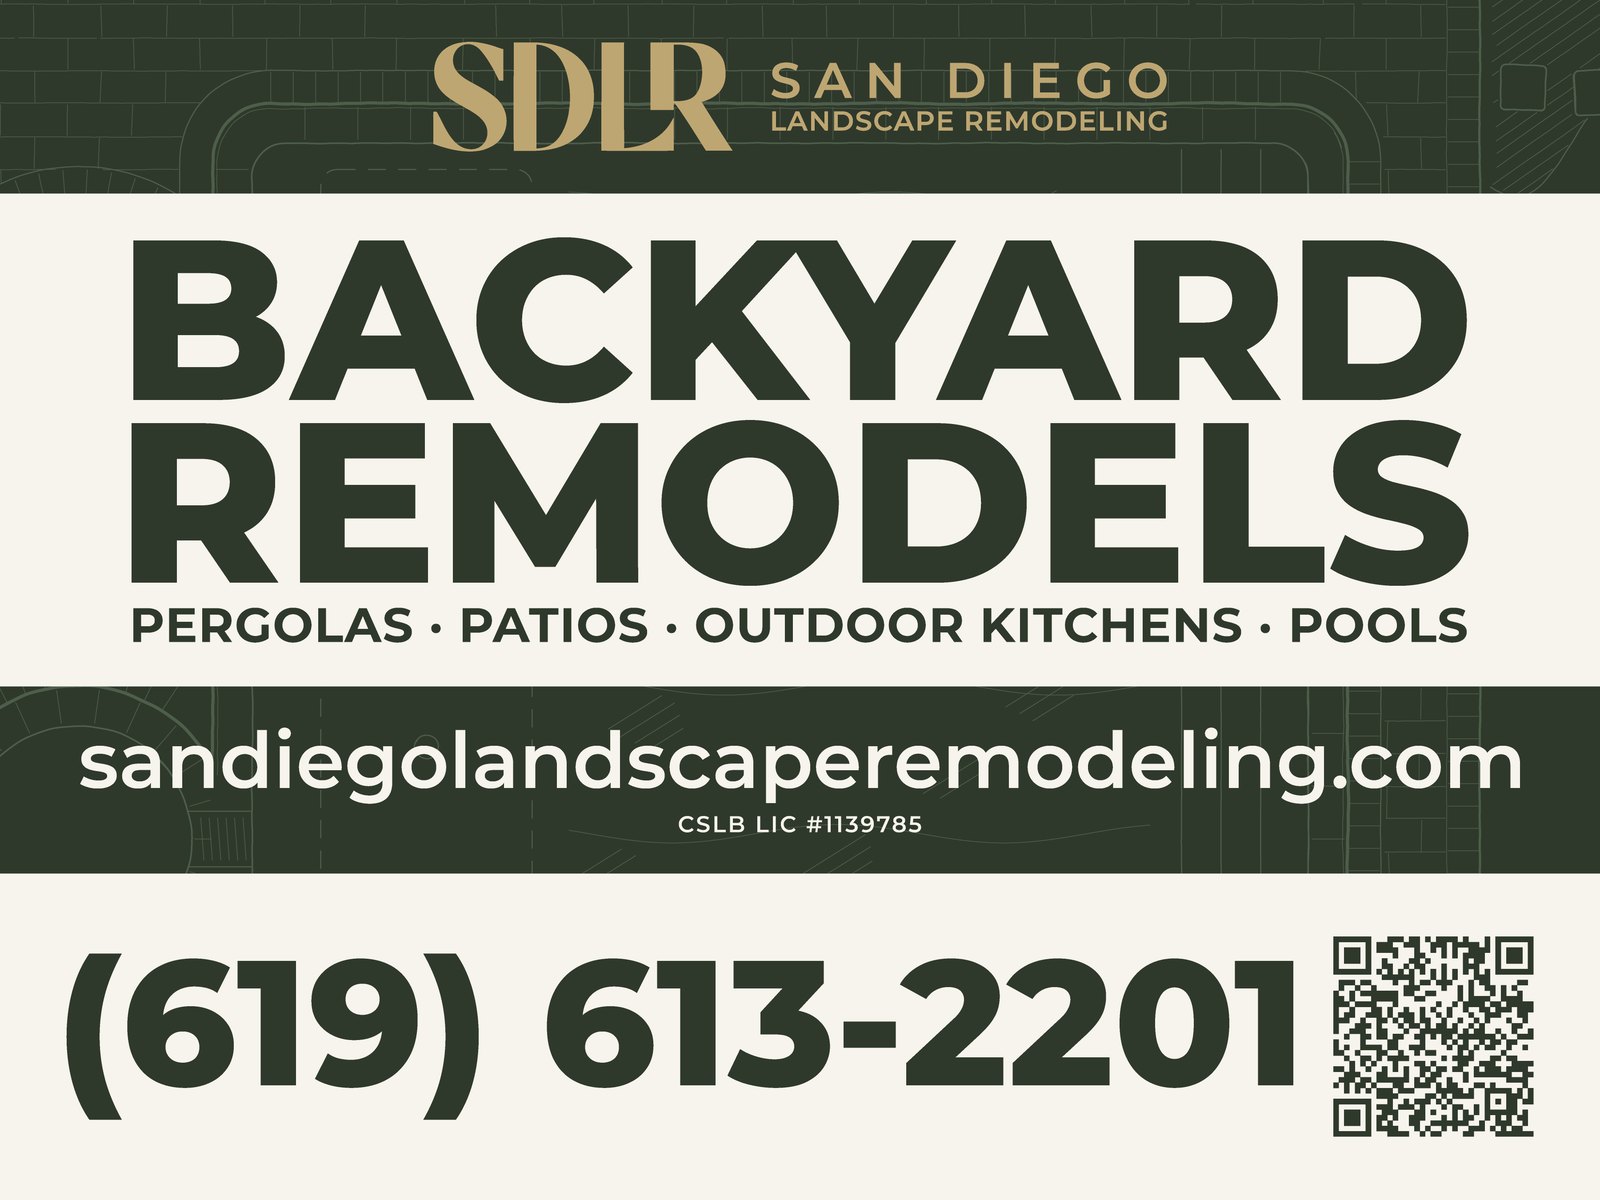 SDLR
SAN DIEGO
LANDSCAPE REMODELING
BACKYARD
REMODELS
PERGOLAS · PATIOS · OUTDOOR KITCHENS · POOLS
sandiegolandscaperemodeling.com
CSLB LIC #1139785
(619) 613-2201